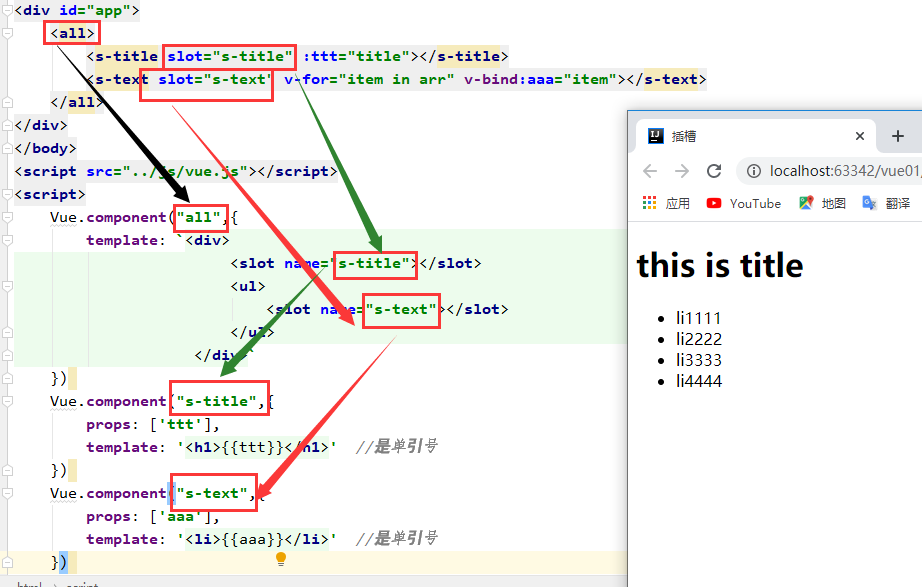 <div id="app">
<all>
<s-title slot="s-title" :ttt="title"></s-title>
<s-text slot="s-text" v-for="item in arr" v-bind:aaa="item"></s-text>
</all>
</div>
</body>
<script src="../js/vue.js"></script>
<script>
Vue.component("all",{
template: `<div>
<slot name="s-title"></slot>
<ul>
<slot name="s-text"></slot>
</ul>
</div>`
})
Vue.component("s-title",{
props: ['ttt'],
template: '<h1>{{ttt}}</h1>' //是单引号
})
Vue.component("s-text",{
props: ['aaa'],
template: '<li>{{aaa}}</li>' //是单引号
})
html script
插槽
localhost:63342/vue01
应用 YouTube 地图 翻译
this is title
li1111
li2222
li3333
li4444